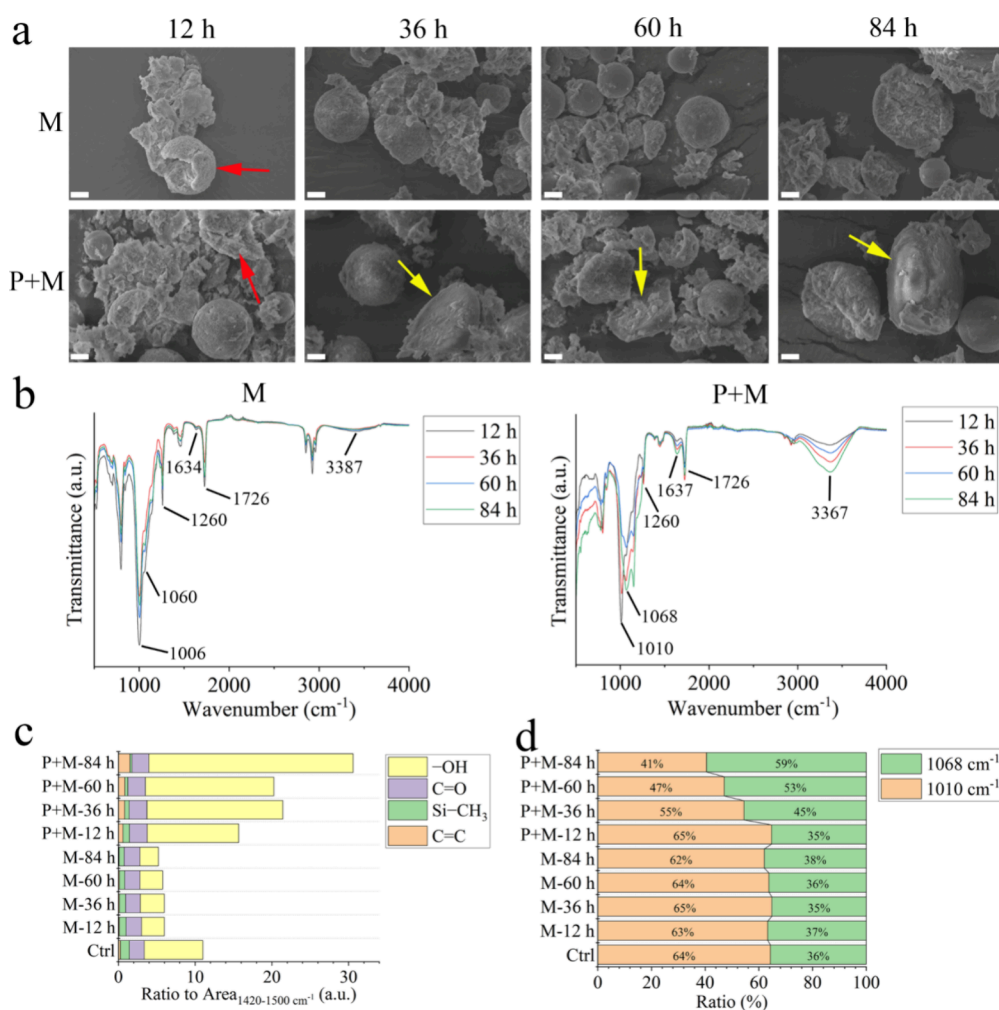 a
12 h 36 h 60 h 84 h
M
P+M
b
M
P+M
12 h
36 h
60 h
84 h
1634
1726
1260
3387
1060
1006
Transmittance (a.u.)
1000 2000 3000 4000
Wavenumber (cm⁻¹)
12 h
36 h
60 h
84 h
1637
1726
1260
3367
1068
1010
Transmittance (a.u.)
1000 2000 3000 4000
Wavenumber (cm⁻¹)
c
P+M-84 h
P+M-60 h
P+M-36 h
P+M-12 h
M-84 h
M-60 h
M-36 h
M-12 h
Ctrl
0 10 20 30
Ratio to Area₁₄₂₀₋₁₅₀₀ cm⁻¹ (a.u.)
−OH
C=O
Si−CH₃
C=C
d
P+M-84 h 41% 59%
P+M-60 h 47% 53%
P+M-36 h 55% 45%
P+M-12 h 65% 35%
M-84 h 62% 38%
M-60 h 64% 36%
M-36 h 65% 35%
M-12 h 63% 37%
Ctrl 64% 36%
0 20 40 60 80 100
Ratio (%)
1068 cm⁻¹
1010 cm⁻¹